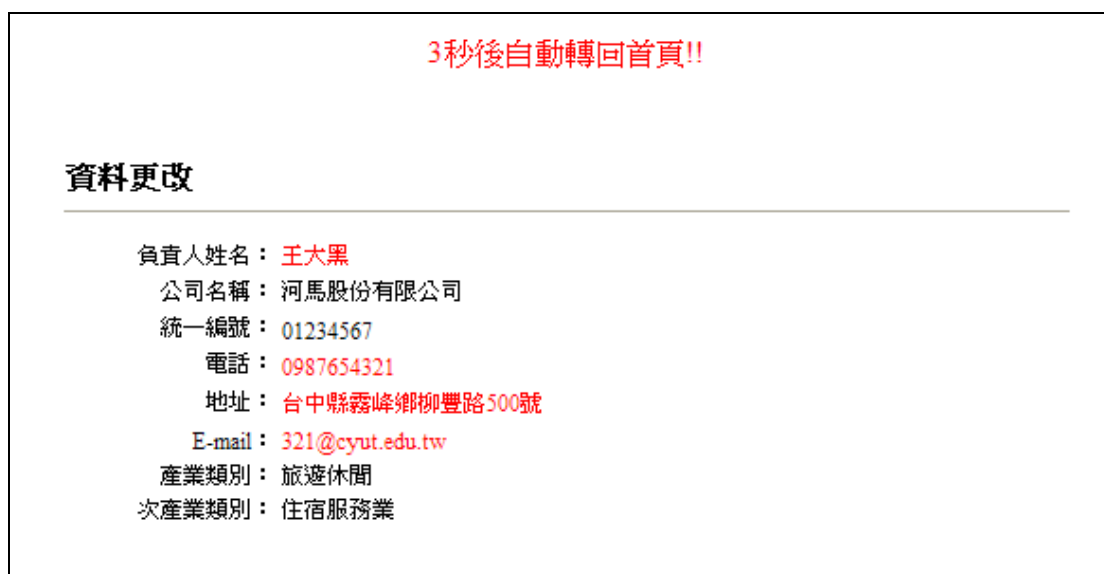 3秒後自動轉回首頁!!
資料更改
負責人姓名：王大黑
公司名稱：河馬股份有限公司
統一編號：01234567
電話：0987654321
地址：台中縣霧峰鄉柳豐路500號
E-mail：321@cyut.edu.tw
產業類別：旅遊休閒
次產業類別：住宿服務業